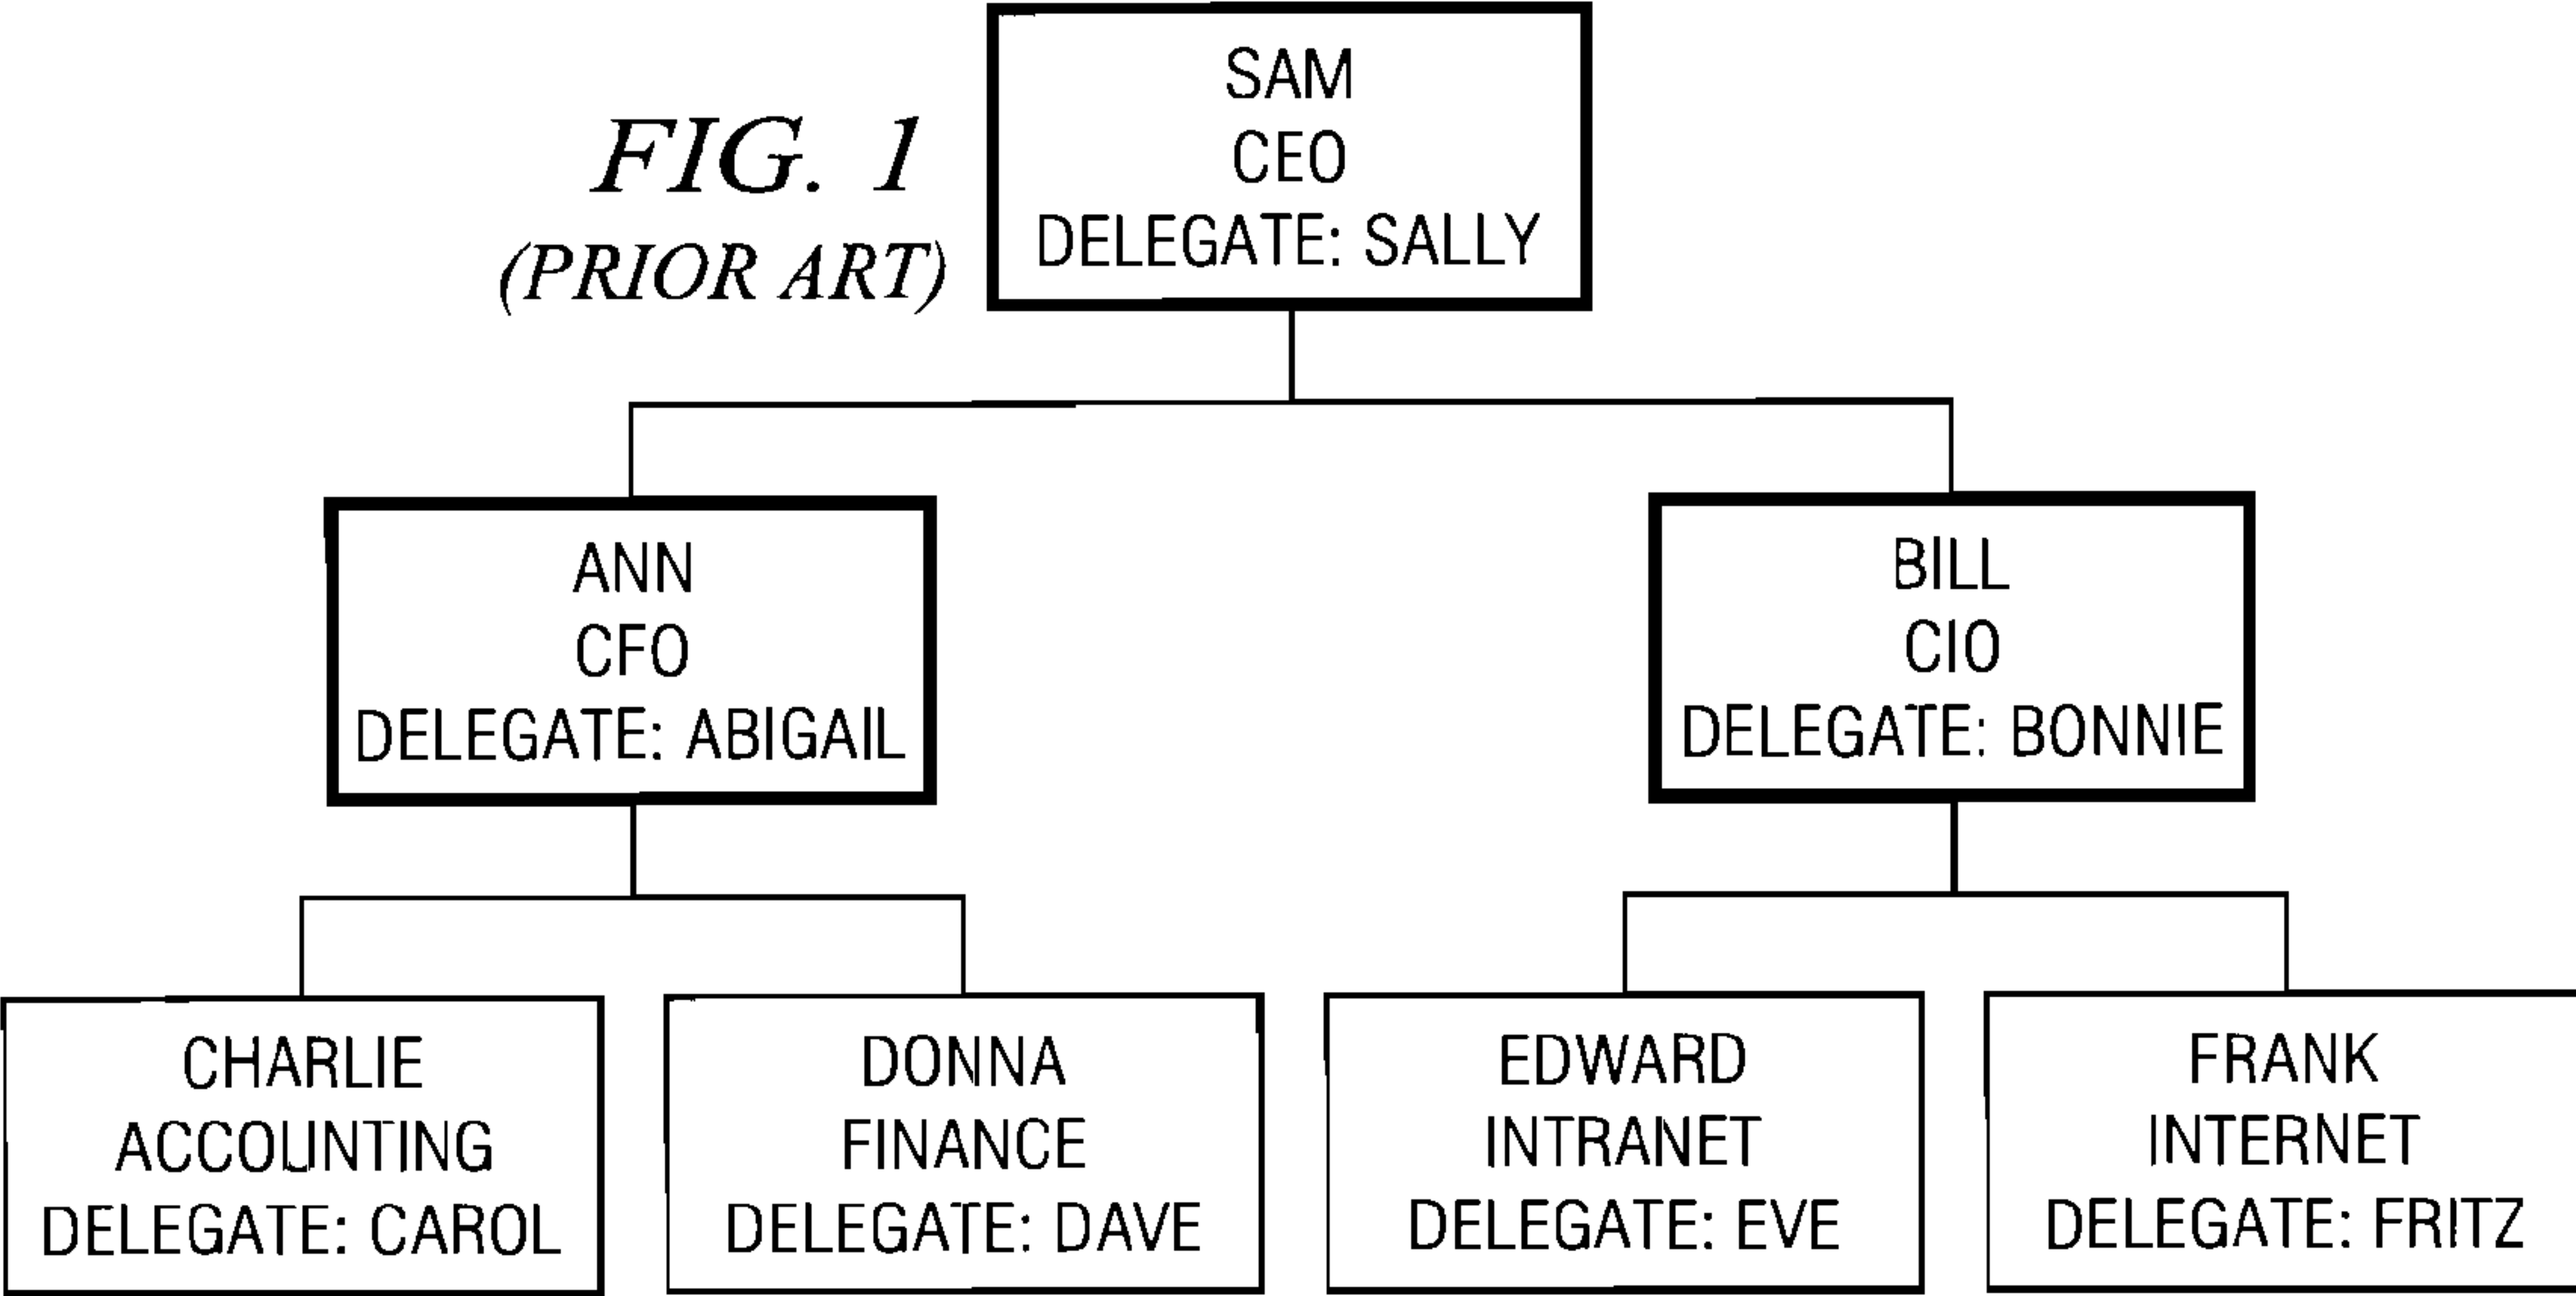 FIG. 1
(PRIOR ART)
SAM
CEO
DELEGATE: SALLY
ANN
CFO
DELEGATE: ABIGAIL
BILL
CIO
DELEGATE: BONNIE
CHARLIE
ACCOUNTING
DELEGATE: CAROL
DONNA
FINANCE
DELEGATE: DAVE
EDWARD
INTRANET
DELEGATE: EVE
FRANK
INTERNET
DELEGATE: FRITZ